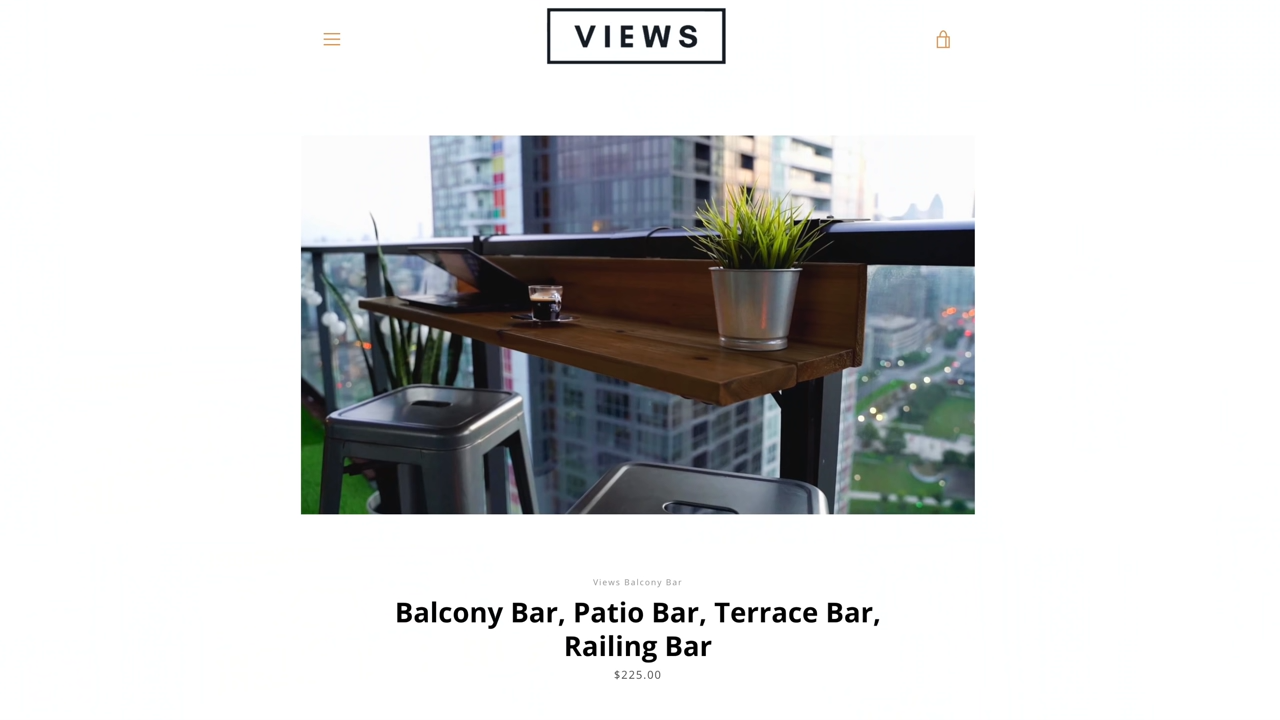 VIEWS
Views Balcony Bar
Balcony Bar, Patio Bar, Terrace Bar,
Railing Bar
$225.00